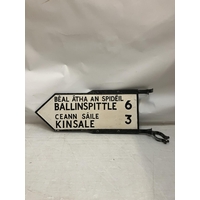 BÉAL ÁTHA AN SPIDÉIL
BALLINSPITTLE 6
CEANN SÁILE
KINSALE 3